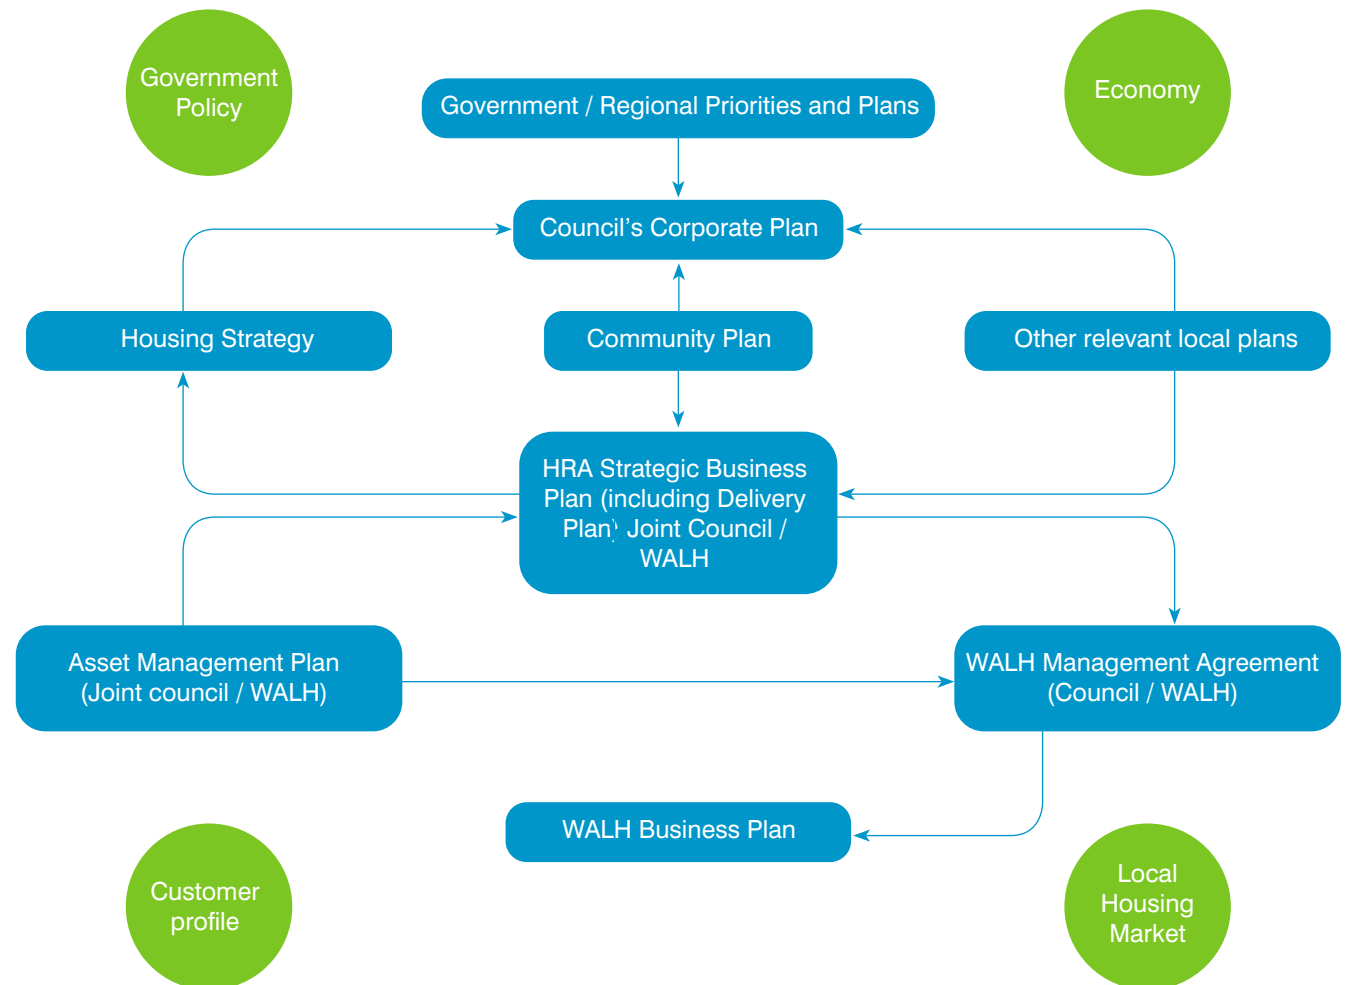 Government
Policy
Economy
Government / Regional Priorities and Plans
Council's Corporate Plan
Housing Strategy
Community Plan
Other relevant local plans
HRA Strategic Business
Plan (including Delivery
Plan) Joint Council /
WALH
Asset Management Plan
(Joint council / WALH)
WALH Management Agreement
(Council / WALH)
WALH Business Plan
Customer
profile
Local
Housing
Market